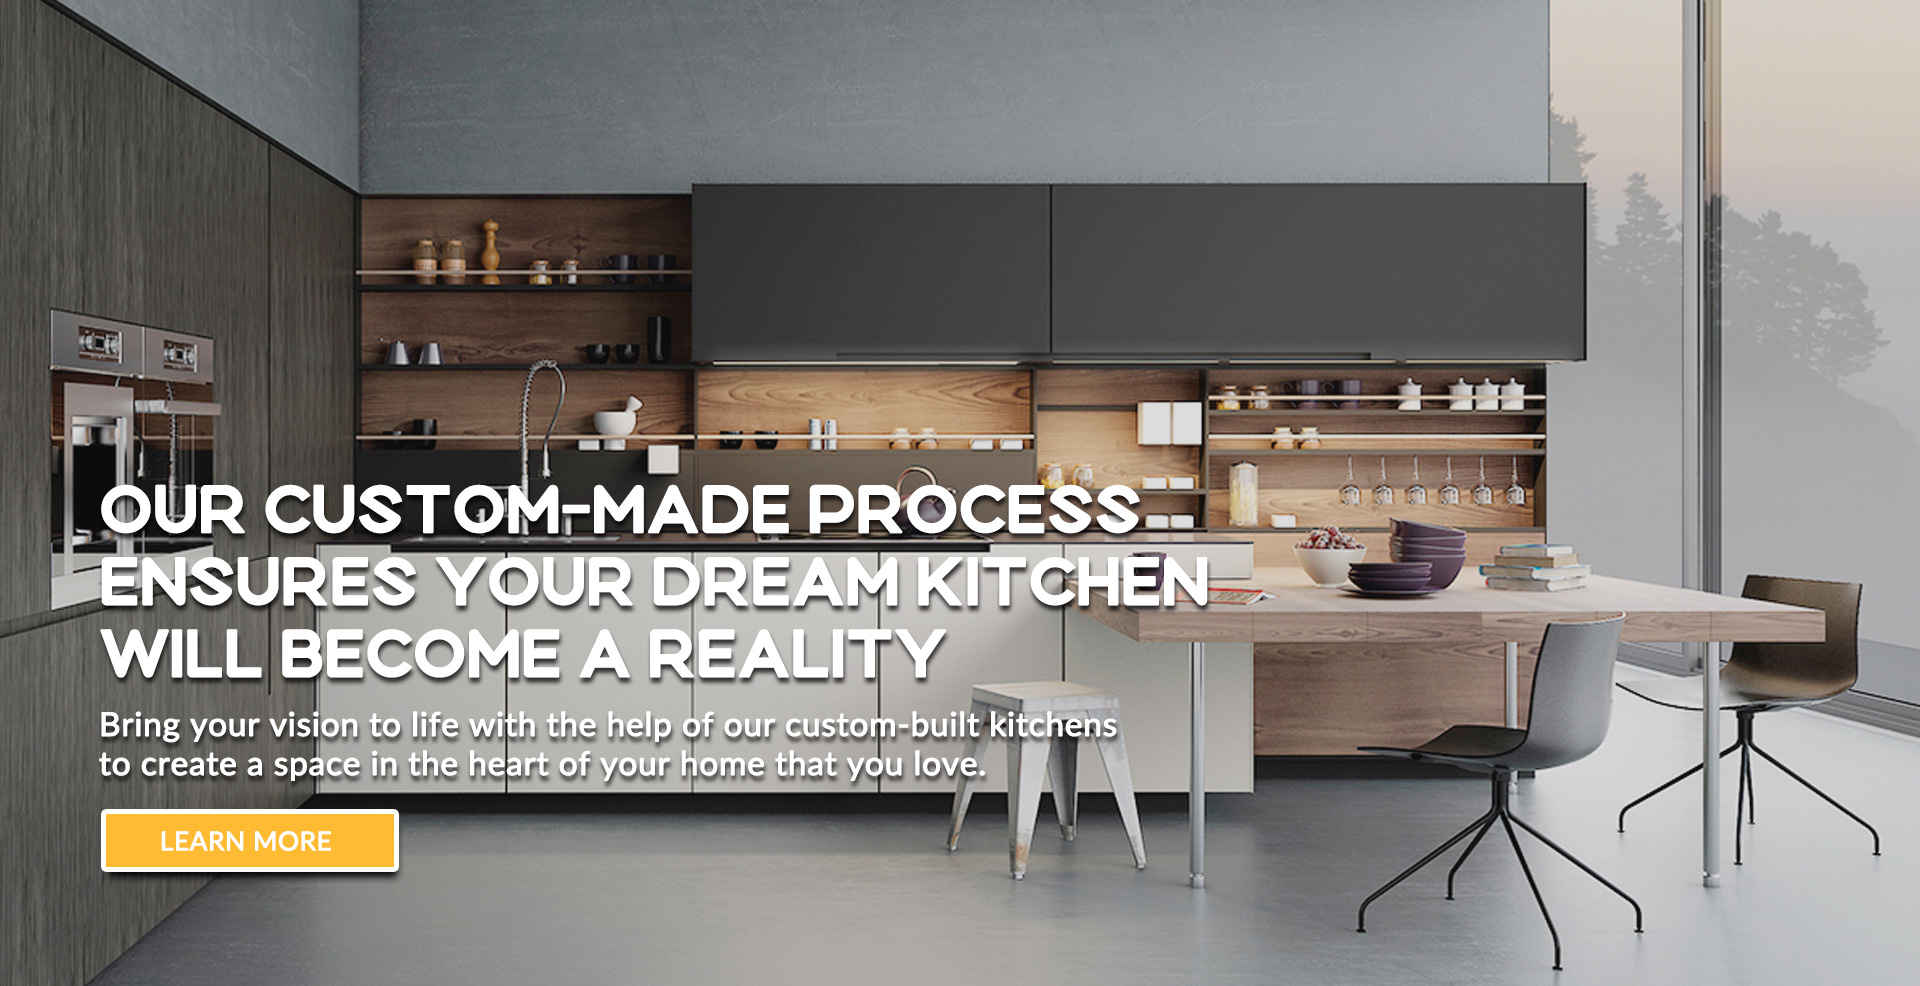 OUR CUSTOM-MADE PROCESS
ENSURES YOUR DREAM KITCHEN
WILL BECOME A REALITY
Bring your vision to life with the help of our custom-built kitchens
to create a space in the heart of your home that you love.
LEARN MORE